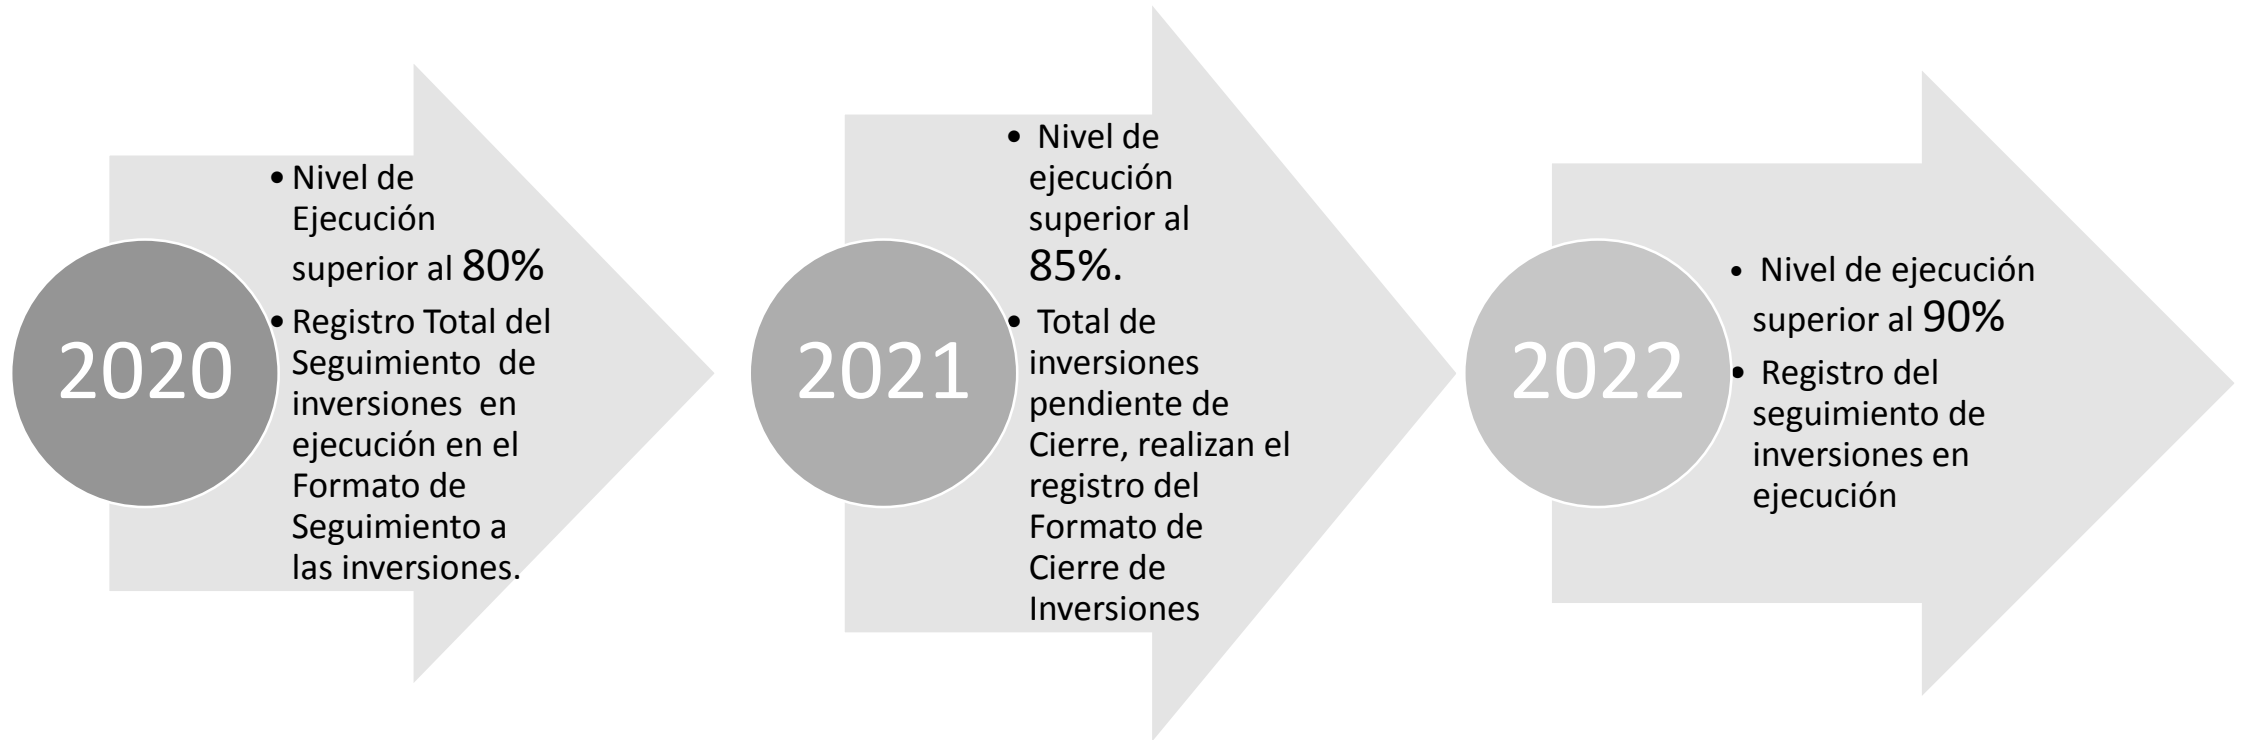 2020
• Nivel de
Ejecución
superior al 80%
• Registro Total del
Seguimiento de
inversiones en
ejecución en el
Formato de
Seguimiento a
las inversiones.
2021
• Nivel de
ejecución
superior al
85%.
• Total de
inversiones
pendiente de
Cierre, realizan el
registro del
Formato de
Cierre de
Inversiones
2022
• Nivel de ejecución
superior al 90%
• Registro del
seguimiento de
inversiones en
ejecución